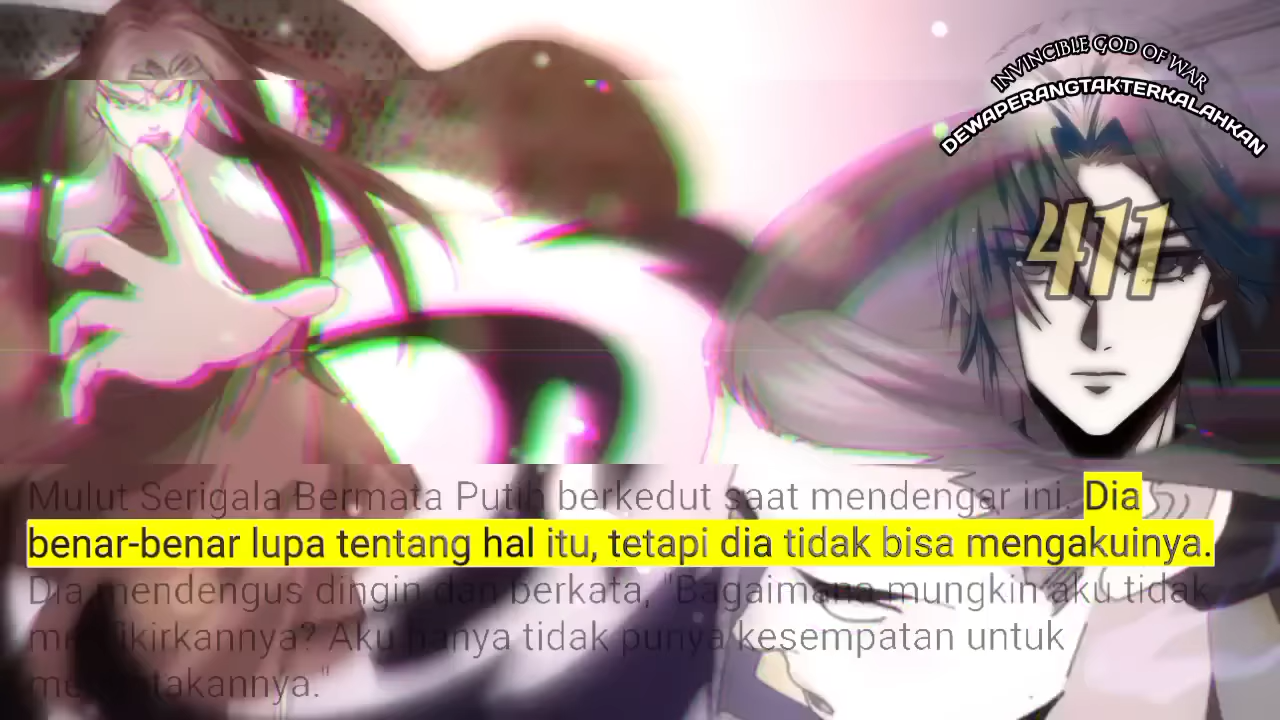 INVINCIBLE GOD OF WAR
DEWAPERANGTAKTERKALAHKAN
411
Mulut Serigala Bermata Putih berkedut saat mendengar ini. Dia
benar-benar lupa tentang hal itu, tetapi dia tidak bisa mengakuinya.
Dia mendengus dingin dan berkata, "Bagaimana mungkin aku tidak
memikirkannya? Aku hanya tidak punya kesempatan untuk
mengatakannya."